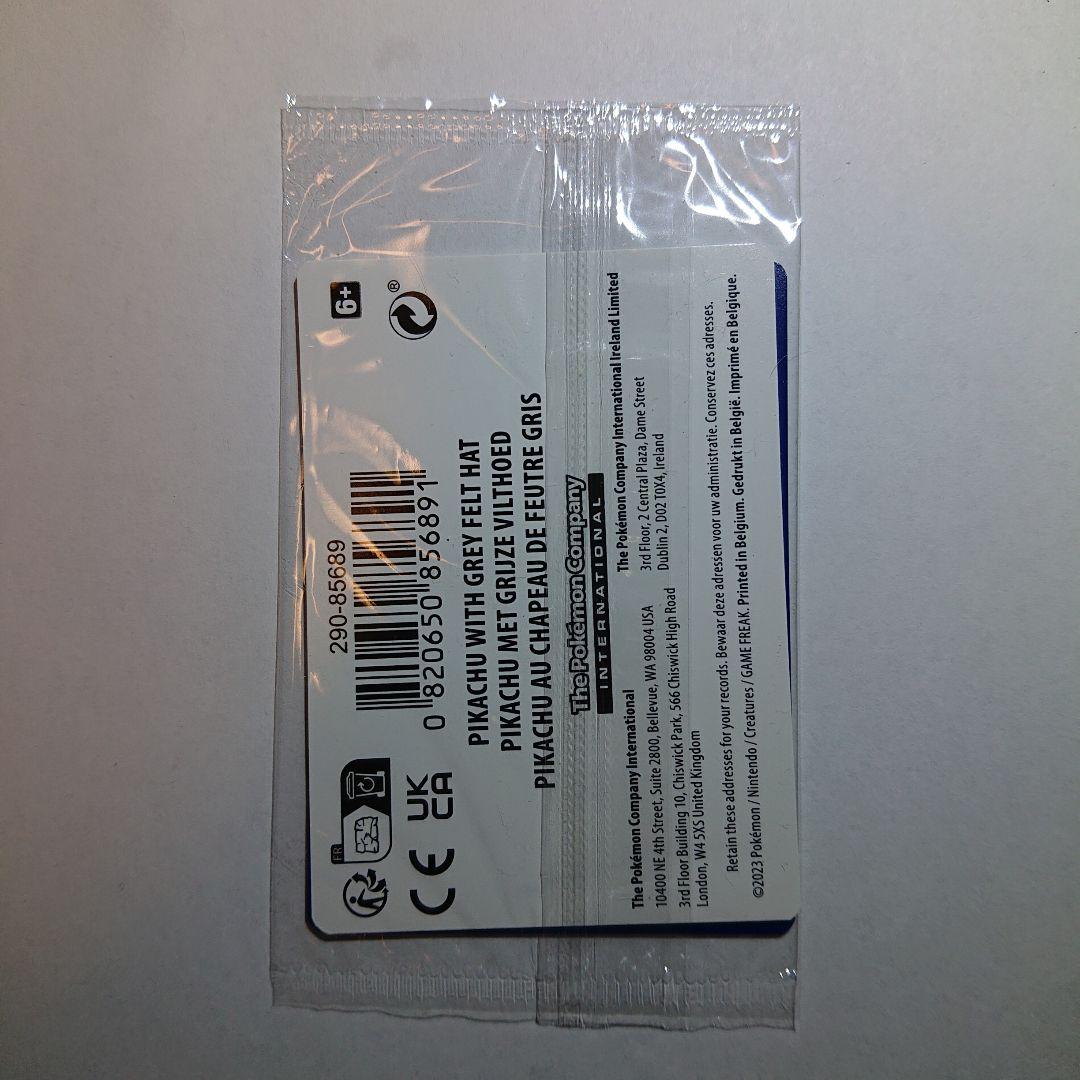 6+
®
290-85689
0 820650 856891
FR
CE
UK
CA
PIKACHU WITH GREY FELT HAT
PIKACHU MET GRIJZE VILTHOED
PIKACHU AU CHAPEAU DE FEUTRE GRIS
The Pokémon Company
INTERNATIONAL
The Pokémon Company International
10400 NE 4th Street, Suite 2800, Bellevue, WA 98004 USA
3rd Floor Building 10, Chiswick Park, 566 Chiswick High Road
London, W4 5XS United Kingdom
The Pokémon Company International Ireland Limited
3rd Floor, 2 Central Plaza, Dame Street
Dublin 2, D02 T0X4, Ireland
Retain these addresses for your records. Bewaar deze adressen voor uw administratie. Conservez ces adresses.
©2023 Pokémon / Nintendo / Creatures / GAME FREAK. Printed in Belgium. Gedrukt in België. Imprimé en Belgique.